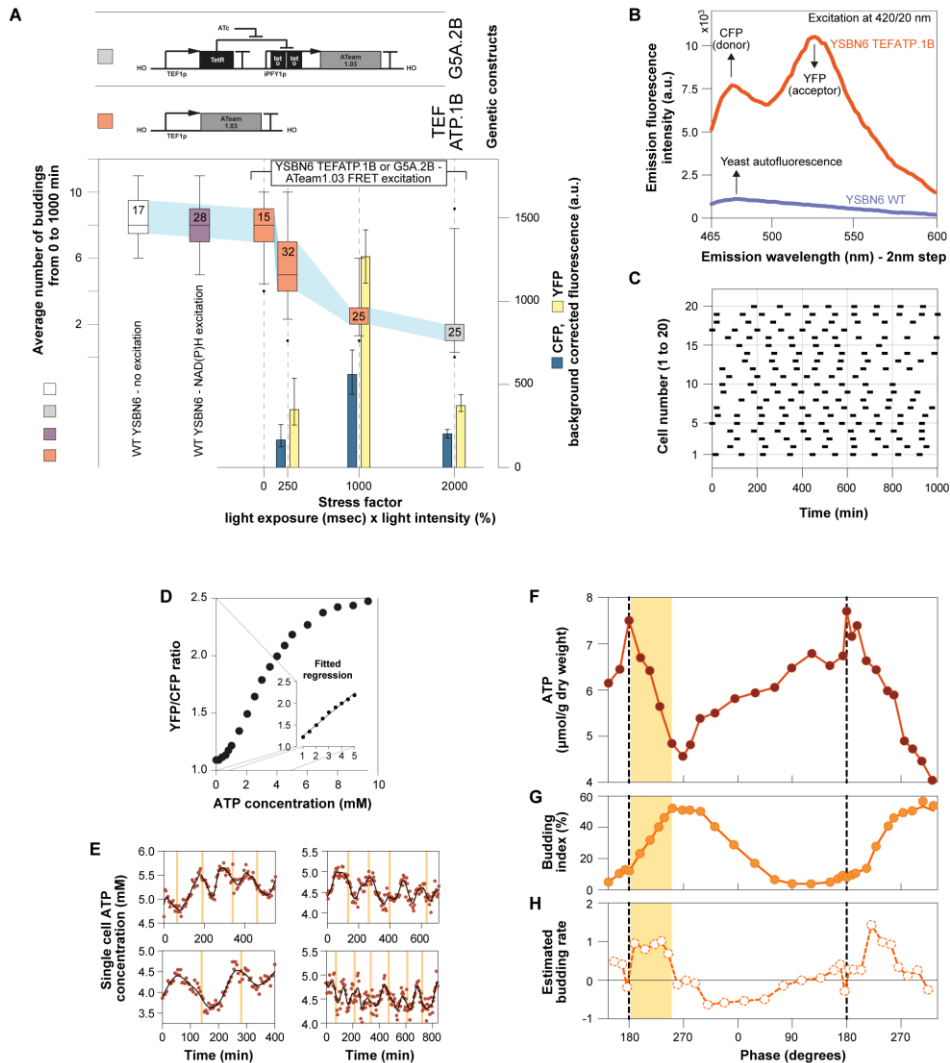 A
ATc
TetR
tet
O
tet
O
ATeam
1.03
HO
TEF1p
iPFY1p
HO
G5A.2B
ATeam
1.03
HO
TEF1p
HO
TEF
ATP.1B
Genetic constructs
YSBN6 TEFATP.1B or G5A.2B -
ATeam1.03 FRET excitation
Average number of buddings
from 0 to 1000 min
10
6
2
17
28
15
32
25
25
WT YSBN6 - no excitation
WT YSBN6 - NAD(P)H excitation
1500
1000
500
0
CFP,
YFP
background corrected fluorescence (a.u.)
0
250
1000
2000
Stress factor
light exposure (msec) x light intensity (%)
B
x10³
Excitation at 420/20 nm
CFP
(donor)
YSBN6 TEFATP.1B
YFP
(acceptor)
Yeast autofluorescence
YSBN6 WT
Emission fluorescence
intensity (a.u.)
10
7.5
5.0
2.5
0
465
500
550
600
Emission wavelength (nm) - 2nm step
C
Cell number (1 to 20)
20
15
10
5
1
0
200
400
600
800
1000
Time (min)
D
YFP/CFP ratio
2.5
2.0
1.5
1.0
Fitted
regression
2.5
2.0
1.5
1.0
1 2 3 4 5
0 2 4 6 8 10
ATP concentration (mM)
E
Single cell ATP
concentration (mM)
6.0
5.5
5.0
4.5
0 200 400
5.5
5.0
4.5
4.0
0 200 400 600
5.0
4.5
4.0
3.5
0 100 200 300 400
Time (min)
5.5
5.0
4.5
4.0
0 200 400 600 800
Time (min)
F
ATP
(µmol/g dry weight)
8
7
6
5
4
G
Budding
index (%)
60
40
20
0
H
Estimated
budding rate
2
1
0
-1
180 270 0 90 180 270
Phase (degrees)